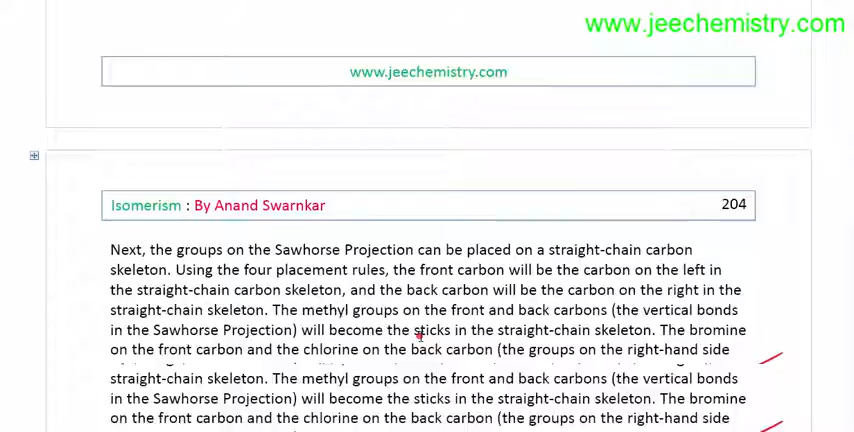 www.jeechemistry.com
www.jeechemistry.com
Isomerism : By Anand Swarnkar 204
Next, the groups on the Sawhorse Projection can be placed on a straight-chain carbon
skeleton. Using the four placement rules, the front carbon will be the carbon on the left in
the straight-chain carbon skeleton, and the back carbon will be the carbon on the right in the
straight-chain skeleton. The methyl groups on the front and back carbons (the vertical bonds
in the Sawhorse Projection) will become the sticks in the straight-chain skeleton. The bromine
on the front carbon and the chlorine on the back carbon (the groups on the right-hand side
straight-chain skeleton. The methyl groups on the front and back carbons (the vertical bonds
in the Sawhorse Projection) will become the sticks in the straight-chain skeleton. The bromine
on the front carbon and the chlorine on the back carbon (the groups on the right-hand side